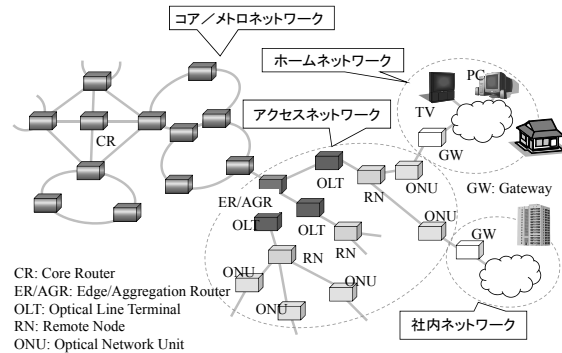 コア／メトロネットワーク
ホームネットワーク
PC
TV
アクセスネットワーク
CR
GW
OLT
RN
ONU
GW: Gateway
ER/AGR
OLT
OLT
RN
ONU
GW
RN
ONU
ONU
ONU
CR: Core Router
ER/AGR: Edge/Aggregation Router
OLT: Optical Line Terminal
RN: Remote Node
ONU: Optical Network Unit
社内ネットワーク